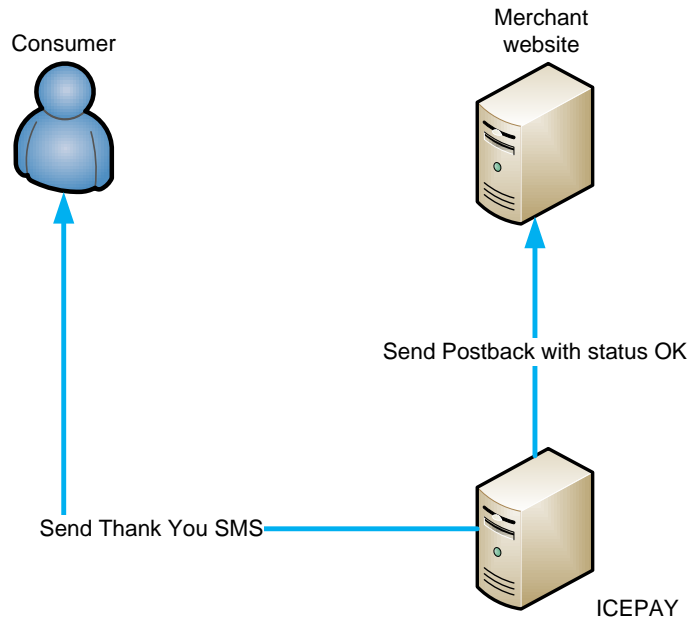 Consumer
Merchant
website
Send Postback with status OK
Send Thank You SMS
ICEPAY